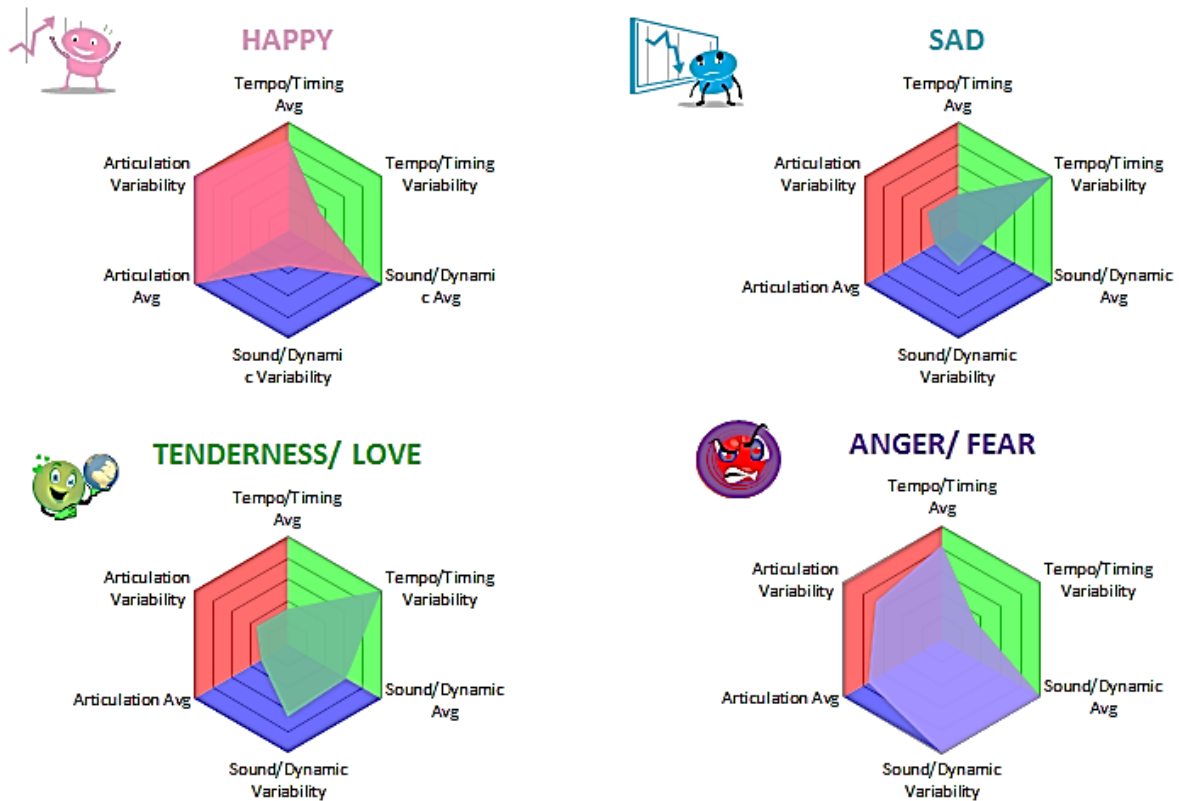 HAPPY
Tempo/Timing
Avg
Articulation
Variability
Tempo/Timing
Variability
Articulation
Avg
Sound/Dynami
c Avg
Sound/Dynami
c Variability
SAD
Tempo/Timing
Avg
Articulation
Variability
Tempo/Timing
Variability
Articulation Avg
Sound/Dynamic
Avg
Sound/Dynamic
Variability
TENDERNESS/ LOVE
Tempo/Timing
Avg
Articulation
Variability
Tempo/Timing
Variability
Articulation Avg
Sound/Dynamic
Avg
Sound/Dynamic
Variability
ANGER/ FEAR
Tempo/Timing
Avg
Articulation
Variability
Tempo/Timing
Variability
Articulation Avg
Sound/Dynamic
Avg
Sound/Dynamic
Variability